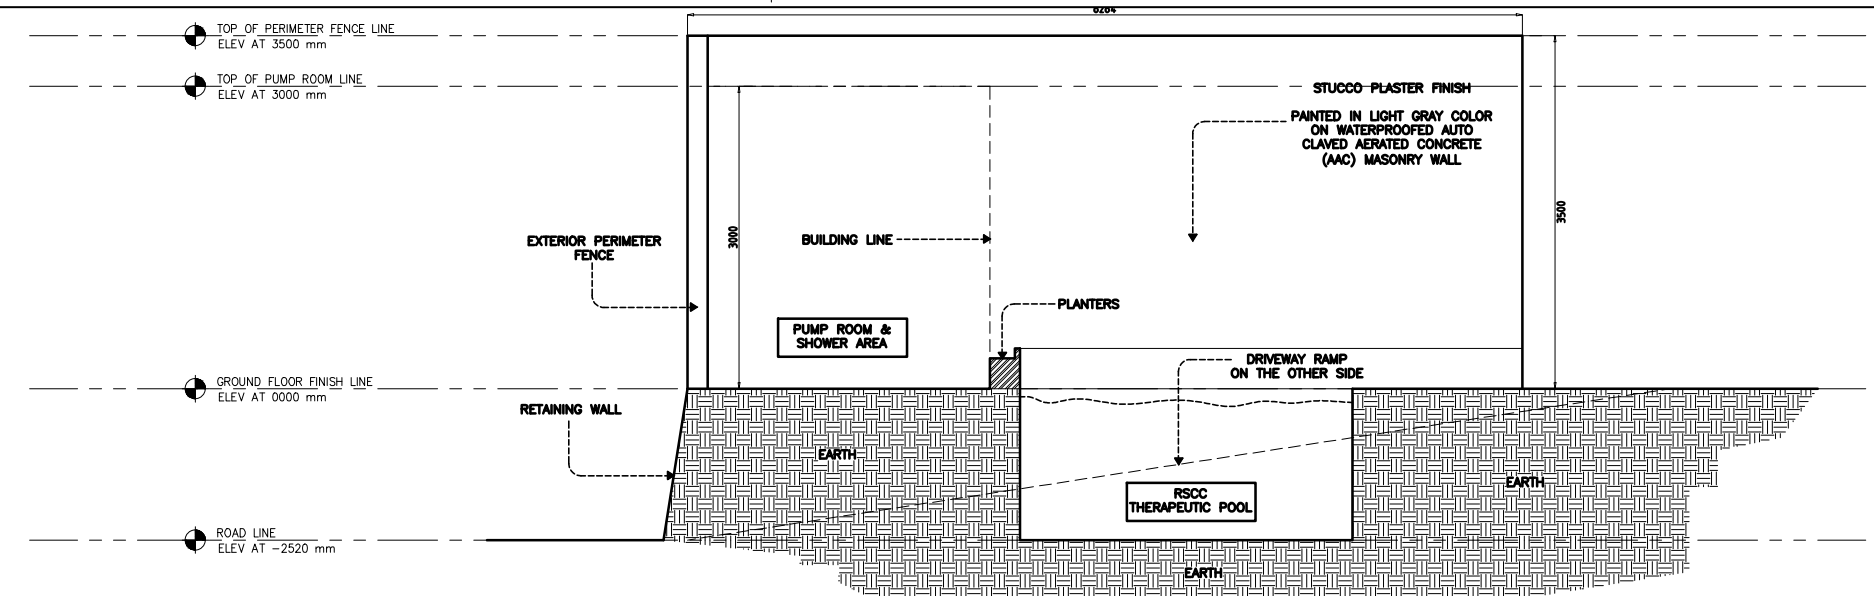 8284
TOP OF PERIMETER FENCE LINE
ELEV AT 3500 mm
TOP OF PUMP ROOM LINE
ELEV AT 3000 mm
STUCCO PLASTER FINISH
PAINTED IN LIGHT GRAY COLOR
ON WATERPROOFED AUTO
CLAVED AERATED CONCRETE
(AAC) MASONRY WALL
3500
3000
EXTERIOR PERIMETER
FENCE
BUILDING LINE
PLANTERS
PUMP ROOM &
SHOWER AREA
DRIVEWAY RAMP
ON THE OTHER SIDE
GROUND FLOOR FINISH LINE
ELEV AT 0000 mm
RETAINING WALL
EARTH
EARTH
RSCC
THERAPEUTIC POOL
ROAD LINE
ELEV AT -2520 mm
EARTH